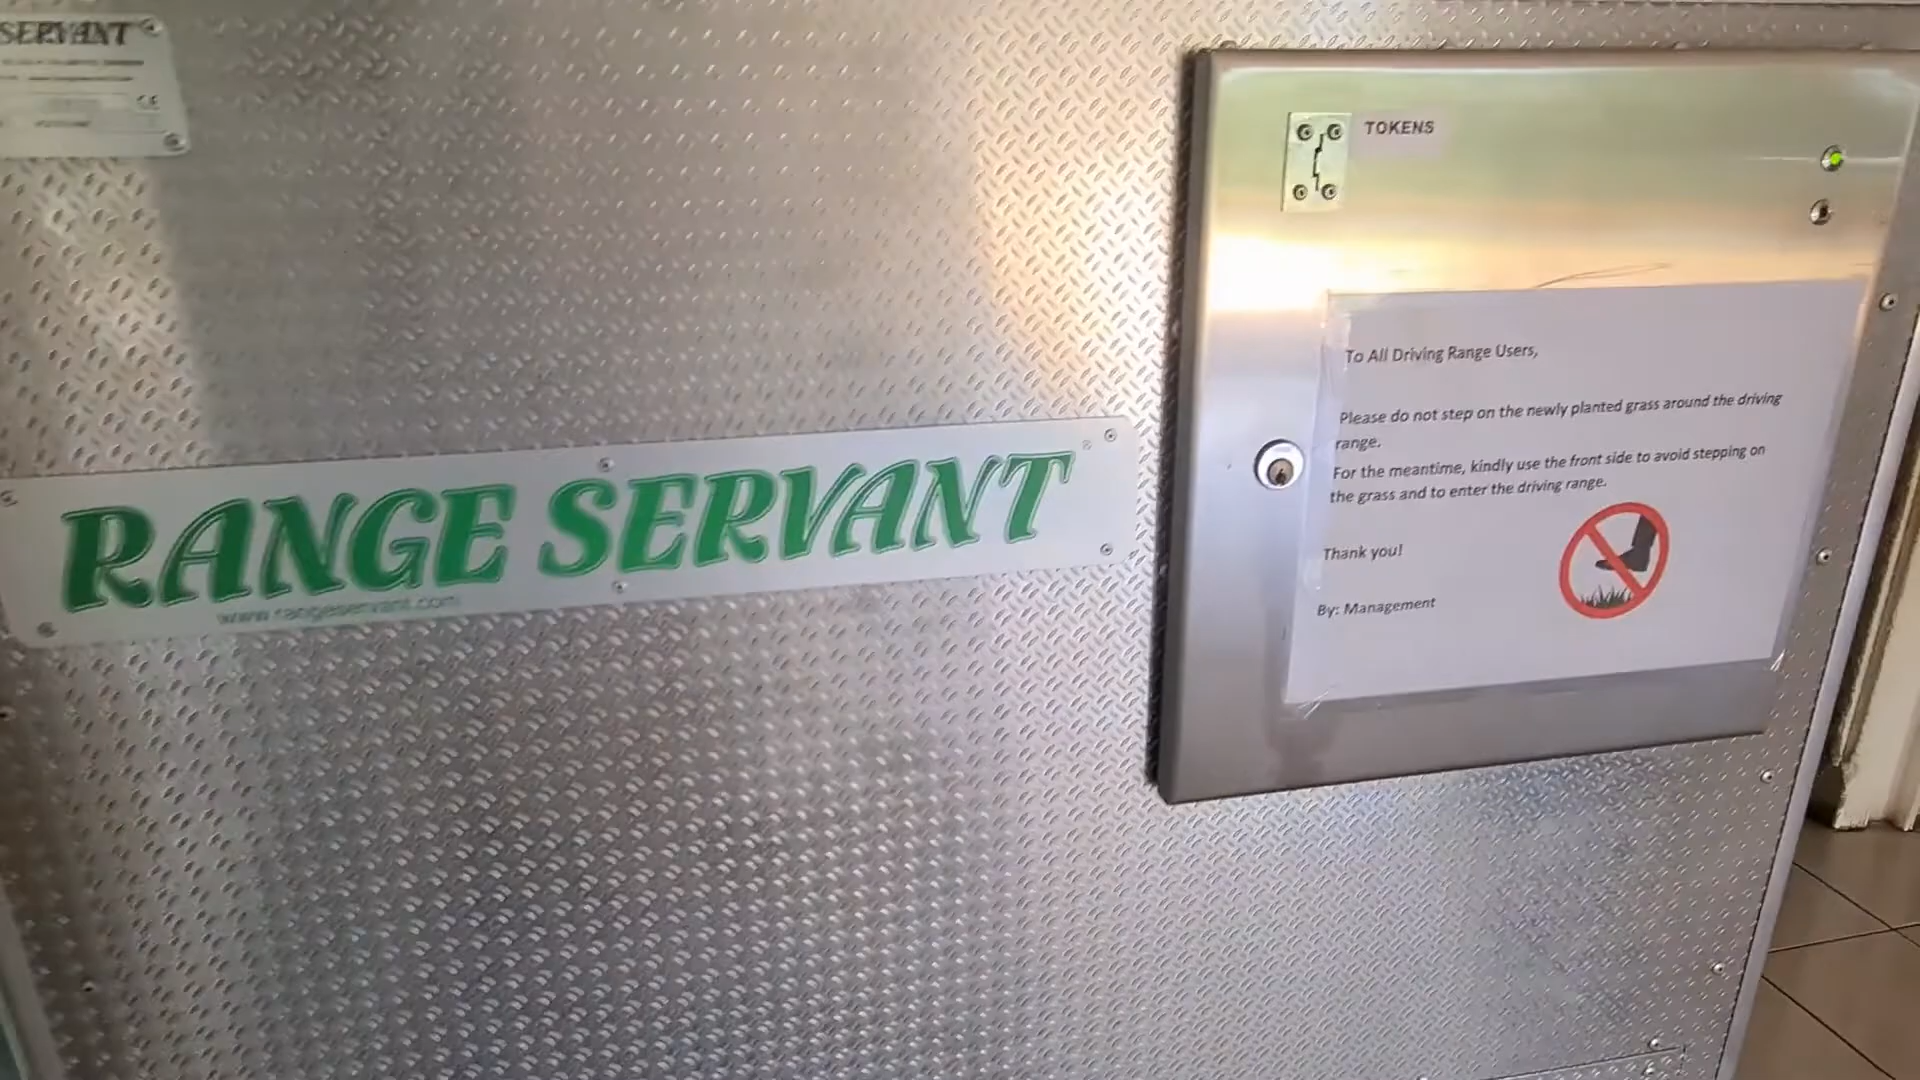 SERVANT
CE
TOKENS
To All Driving Range Users,
Please do not step on the newly planted grass around the driving
range.
For the meantime, kindly use the front side to avoid stepping on
the grass and to enter the driving range.
Thank you!
By: Management
RANGE SERVANT
®
www.rangeservant.com